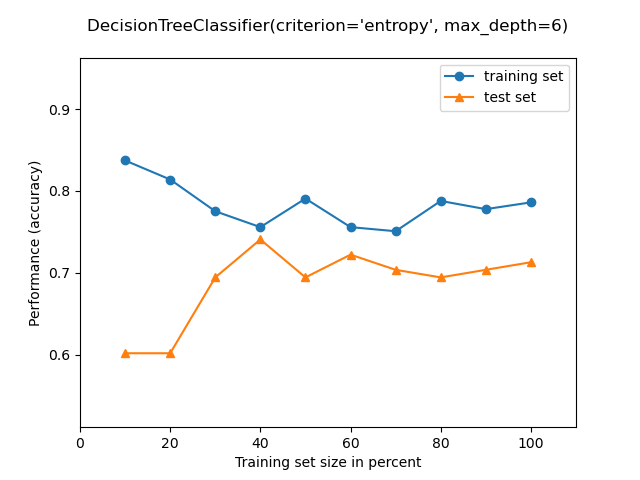 DecisionTreeClassifier(criterion='entropy', max_depth=6)
training set
test set
0.9
0.8
0.7
0.6
Performance (accuracy)
0
20
40
60
80
100
Training set size in percent